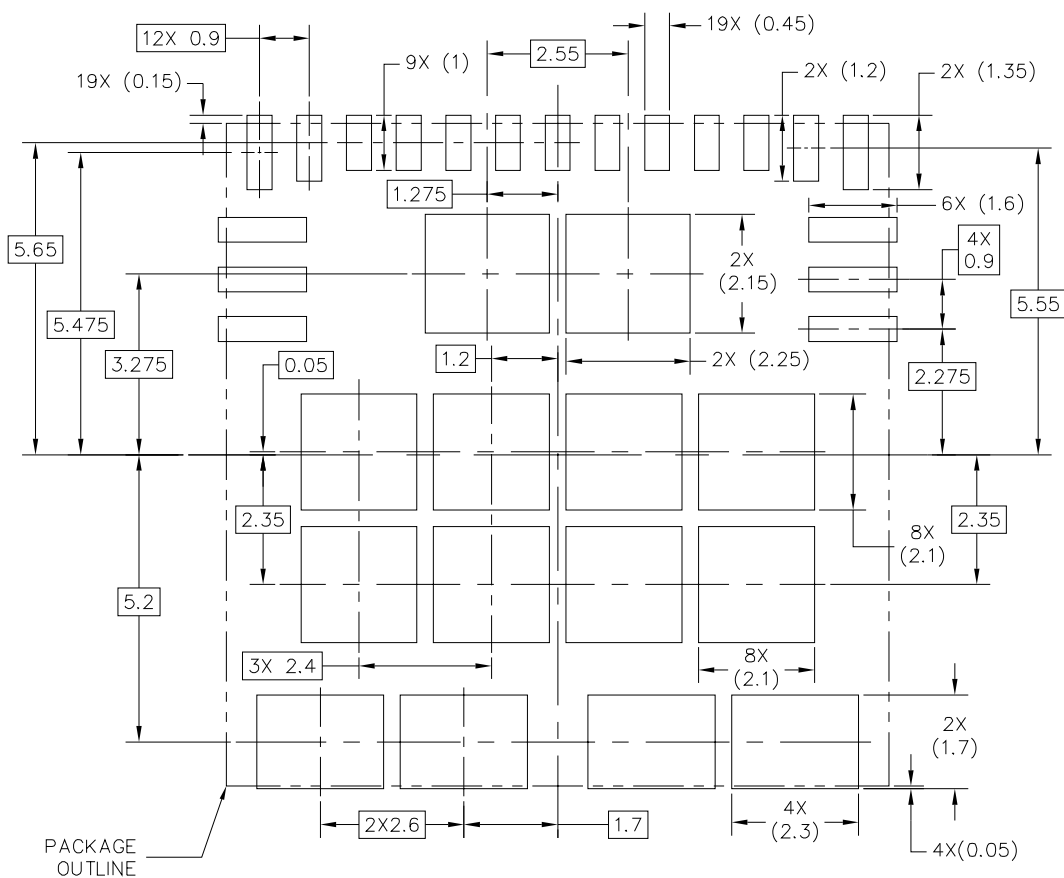 12X 0.9
19X (0.45)
2.55
9X (1)
2X (1.2)
2X (1.35)
19X (0.15)
1.275
6X (1.6)
5.65
4X
0.9
2X
(2.15)
5.55
5.475
3.275
0.05
1.2
2X (2.25)
2.275
2.35
2.35
8X
(2.1)
5.2
3X 2.4
8X
(2.1)
2X
(1.7)
2X2.6
1.7
4X
(2.3)
4X(0.05)
PACKAGE
OUTLINE